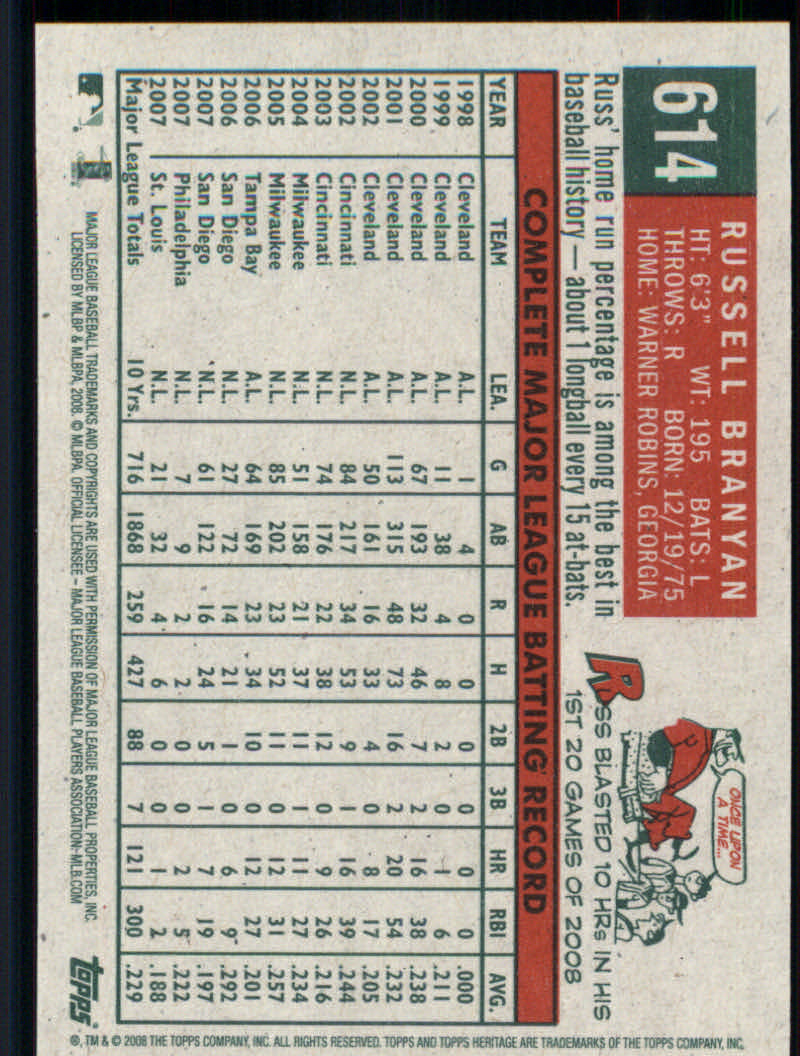 614
RUSSELL BRANYAN
HT: 6'3" WT: 195 BATS: L
THROWS: R BORN: 12/19/75
HOME: WARNER ROBINS, GEORGIA
Russ' home run percentage is among the best in
baseball history — about 1 longball every 15 at-bats.
ONCE UPON
A TIME...
RUSS BLASTED 10 HRs IN HIS
1ST 20 GAMES OF 2008
COMPLETE MAJOR LEAGUE BATTING RECORD
YEAR TEAM LEA. G AB R H 2B 3B HR RBI AVG.
1998 Cleveland A.L. 1 4 0 0 0 0 0 0 .000
1999 Cleveland A.L. 11 38 4 8 2 0 1 6 .211
2000 Cleveland A.L. 67 193 32 46 7 2 16 38 .238
2001 Cleveland A.L. 113 315 48 73 16 2 20 54 .232
2002 Cleveland A.L. 50 161 16 33 4 0 8 17 .205
2002 Cincinnati N.L. 84 217 34 53 9 1 16 39 .244
2003 Cincinnati N.L. 74 176 22 38 12 0 9 26 .216
2004 Milwaukee N.L. 51 158 21 37 11 1 11 27 .234
2005 Milwaukee N.L. 85 202 23 52 11 0 12 31 .257
2006 Tampa Bay A.L. 64 169 23 34 10 0 12 27 .201
2006 San Diego N.L. 27 72 14 21 1 0 6 9 .292
2007 San Diego N.L. 61 122 16 24 5 1 7 19 .197
2007 Philadelphia N.L. 7 9 2 2 0 0 2 5 .222
2007 St. Louis N.L. 21 32 4 6 0 0 1 2 .188
Major League Totals 10 Yrs. 716 1868 259 427 88 7 121 300 .229
MAJOR LEAGUE BASEBALL TRADEMARKS AND COPYRIGHTS ARE USED WITH PERMISSION OF MAJOR LEAGUE BASEBALL PROPERTIES, INC.
LICENSED BY MLBP & MLBPA, 2008. © MLBPA. OFFICIAL LICENSEE – MAJOR LEAGUE BASEBALL PLAYERS ASSOCIATION-MLB.COM
topps
®, TM & © 2008 THE TOPPS COMPANY, INC. ALL RIGHTS RESERVED. TOPPS AND TOPPS HERITAGE ARE TRADEMARKS OF THE TOPPS COMPANY, INC.